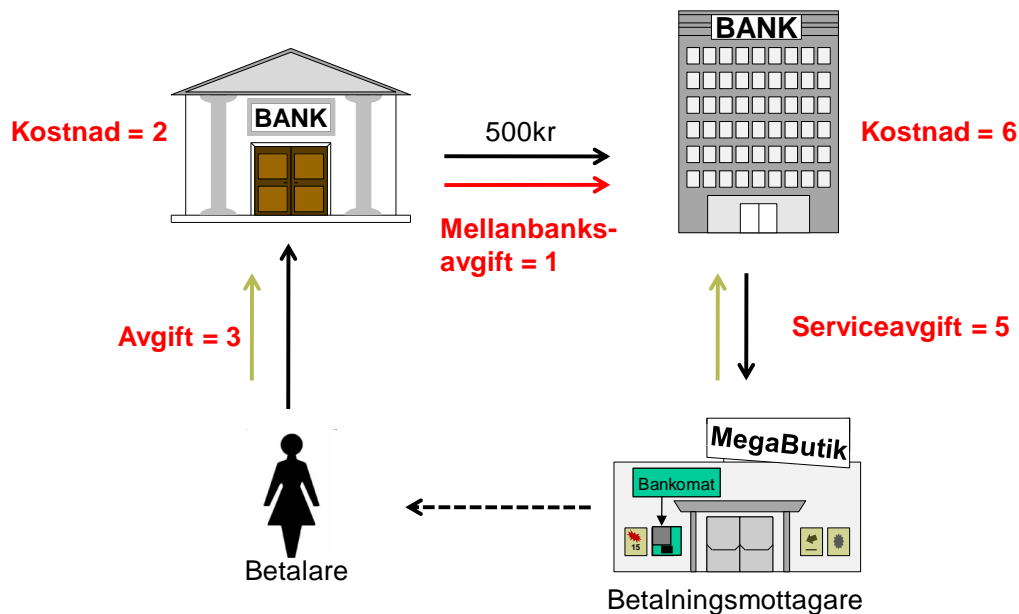 BANK
BANK
Kostnad = 2
500kr
Kostnad = 6
Mellanbanks-
avgift = 1
Avgift = 3
Serviceavgift = 5
MegaButik
Bankomat
15
Betalare
Betalningsmottagare